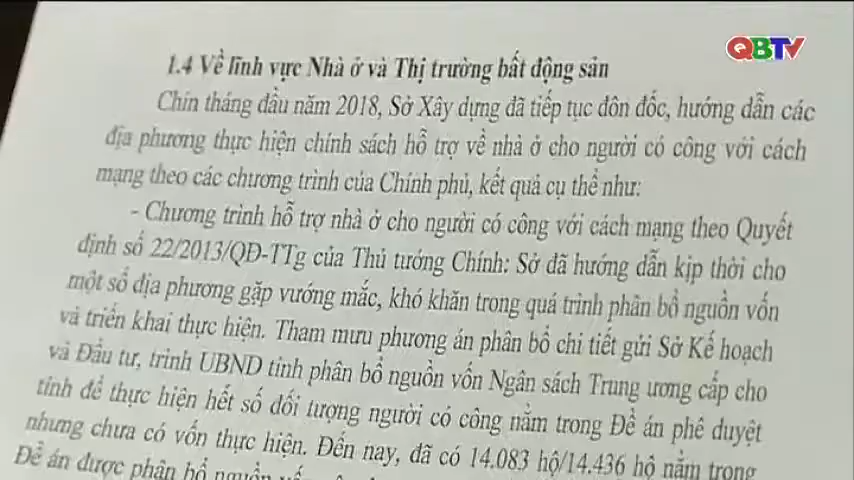 QBTV
1.4 Về lĩnh vực Nhà ở và Thị trường bất động sản
Chín tháng đầu năm 2018, Sở Xây dựng đã tiếp tục đôn đốc, hướng dẫn các
địa phương thực hiện chính sách hỗ trợ về nhà ở cho người có công với cách
mạng theo các chương trình của Chính phủ, kết quả cụ thể như:
- Chương trình hỗ trợ nhà ở cho người có công với cách mạng theo Quyết
định số 22/2013/QĐ-TTg của Thủ tướng Chính: Sở đã hướng dẫn kịp thời cho
một số địa phương gặp vướng mắc, khó khăn trong quá trình phân bổ nguồn vốn
và triển khai thực hiện. Tham mưu phương án phân bổ chi tiết gửi Sở Kế hoạch
và Đầu tư, trình UBND tỉnh phân bổ nguồn vốn Ngân sách Trung ương cấp cho
tỉnh để thực hiện hết số đối tượng người có công nằm trong Đề án phê duyệt
nhưng chưa có vốn thực hiện. Đến nay, đã có 14.083 hộ/14.436 hộ nằm trong
Đề án được phân bổ nguồn vốn